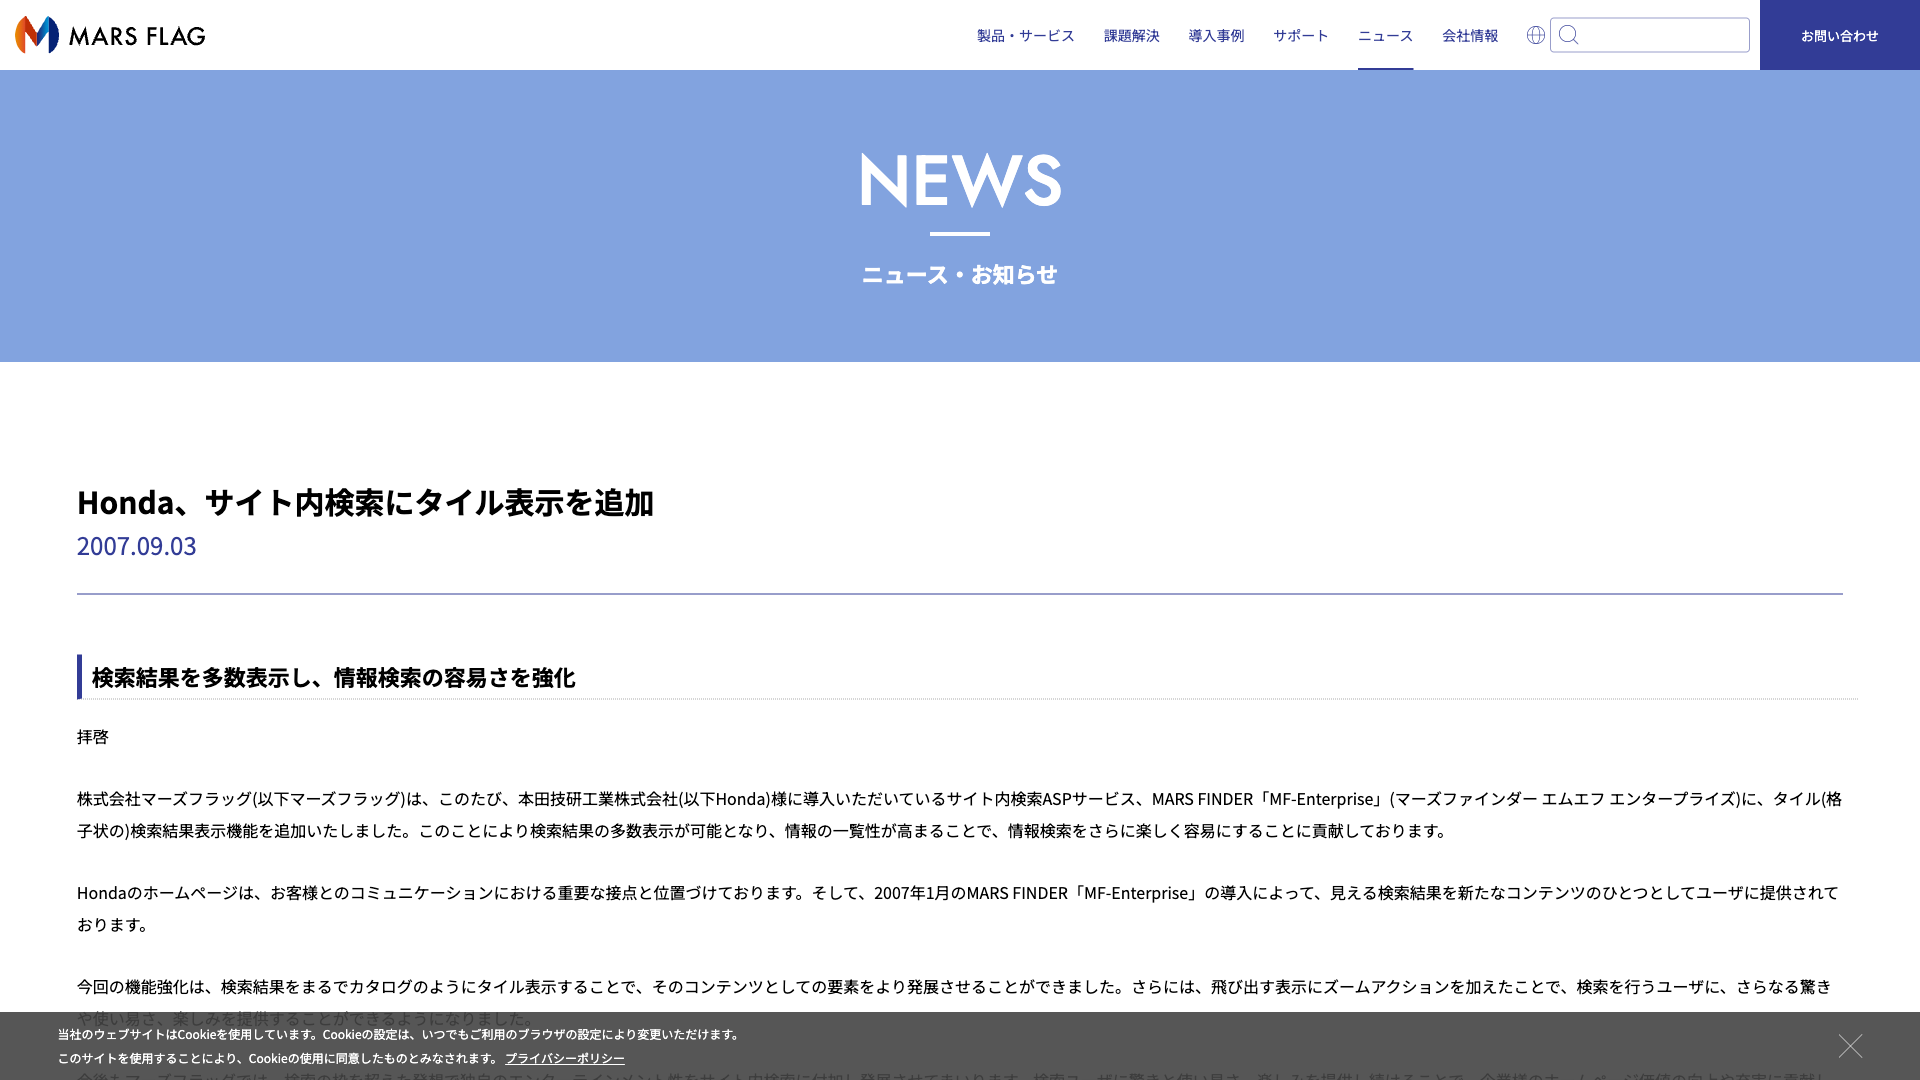 MARS FLAG
製品・サービス 課題解決 導入事例 サポート ニュース 会社情報 お問い合わせ
NEWS
ニュース・お知らせ
Honda、サイト内検索にタイル表示を追加
2007.09.03
検索結果を多数表示し、情報検索の容易さを強化
拝啓
株式会社マーズフラッグ(以下マーズフラッグ)は、このたび、本田技研工業株式会社(以下Honda)様に導入いただいているサイト内検索ASPサービス、MARS FINDER「MF-Enterprise」(マーズファインダー エムエフ エンタープライズ)に、タイル(格
子状の)検索結果表示機能を追加いたしました。このことにより検索結果の多数表示が可能となり、情報の一覧性が高まることで、情報検索をさらに楽しく容易にすることに貢献しております。
Hondaのホームページは、お客様とのコミュニケーションにおける重要な接点と位置づけております。そして、2007年1月のMARS FINDER「MF-Enterprise」の導入によって、見える検索結果を新たなコンテンツのひとつとしてユーザに提供されて
おります。
今回の機能強化は、検索結果をまるでカタログのようにタイル表示することで、そのコンテンツとしての要素をより発展させることができました。さらには、飛び出す表示にズームアクションを加えたことで、検索を行うユーザに、さらなる驚き
や使い易さ、楽しみを提供することができるようになりました。
当社のウェブサイトはCookieを使用しています。Cookieの設定は、いつでもご利用のブラウザの設定により変更いただけます。
このサイトを使用することにより、Cookieの使用に同意したものとみなされます。 プライバシーポリシー